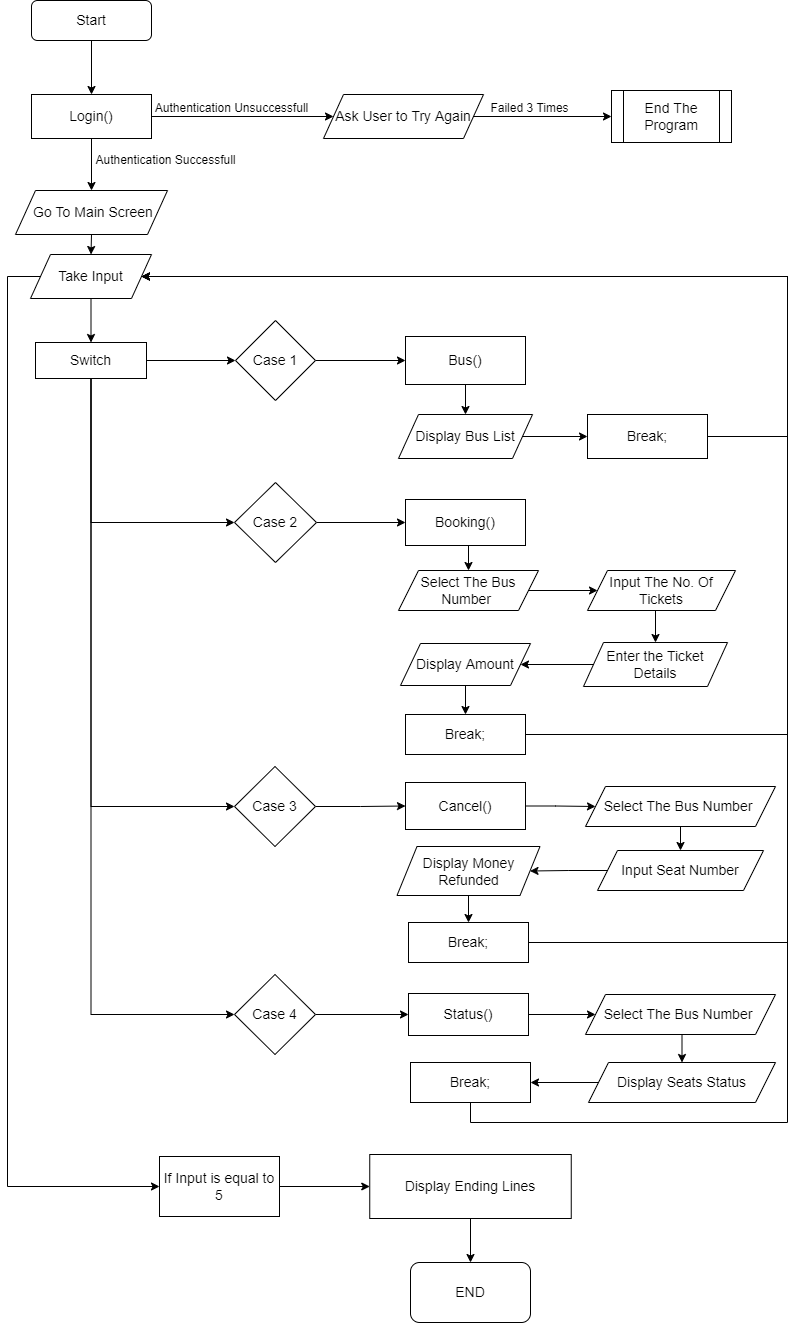 Start
Login()
Authentication Unsuccessfull
Ask User to Try Again
Failed 3 Times
End The
Program
Authentication Successfull
Go To Main Screen
Take Input
Switch
Case 1
Bus()
Display Bus List
Break;
Case 2
Booking()
Select The Bus
Number
Input The No. Of
Tickets
Enter the Ticket
Details
Display Amount
Break;
Case 3
Cancel()
Select The Bus Number
Input Seat Number
Display Money
Refunded
Break;
Case 4
Status()
Select The Bus Number
Display Seats Status
Break;
If Input is equal to
5
Display Ending Lines
END